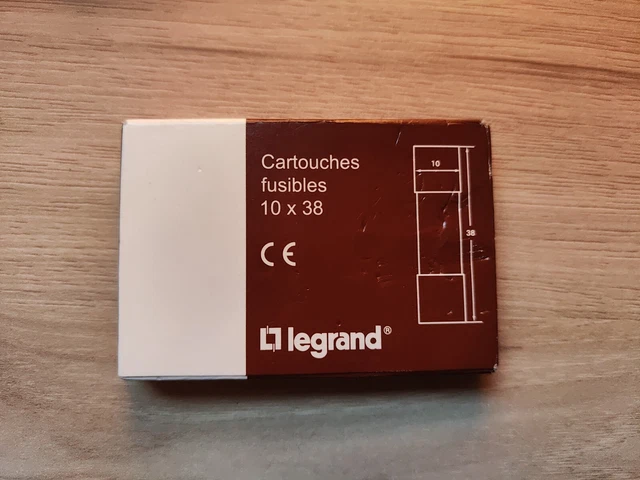 Cartouches
fusibles
10 x 38
CE
legrand®
10
38